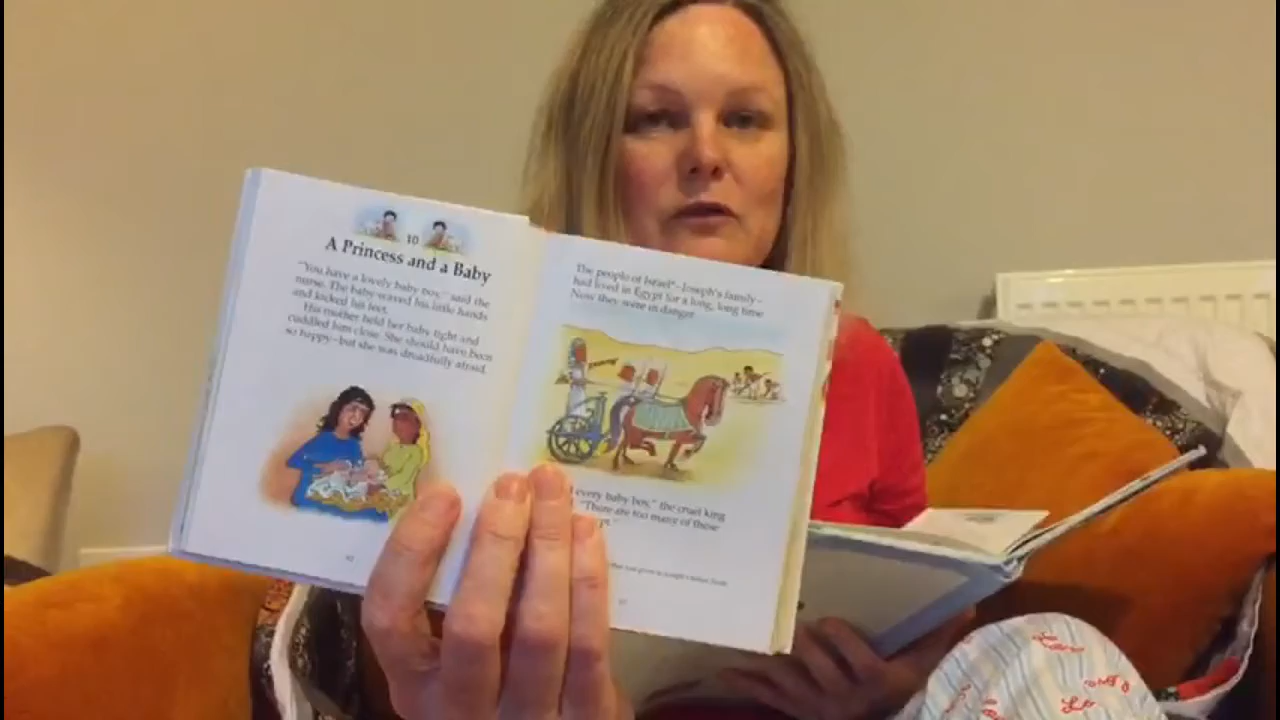 10
A Princess and a Baby
"You have a lovely baby boy," said the
nurse. The baby waved his little hands
and kicked his feet.
His mother held her baby tight and
cuddled him close. She should have been
so happy–but she was dreadfully afraid.
The people of Israel*–Joseph's family–
had lived in Egypt for a long, long time
Now they were in danger
every baby boy," the cruel king
"There are too many of these